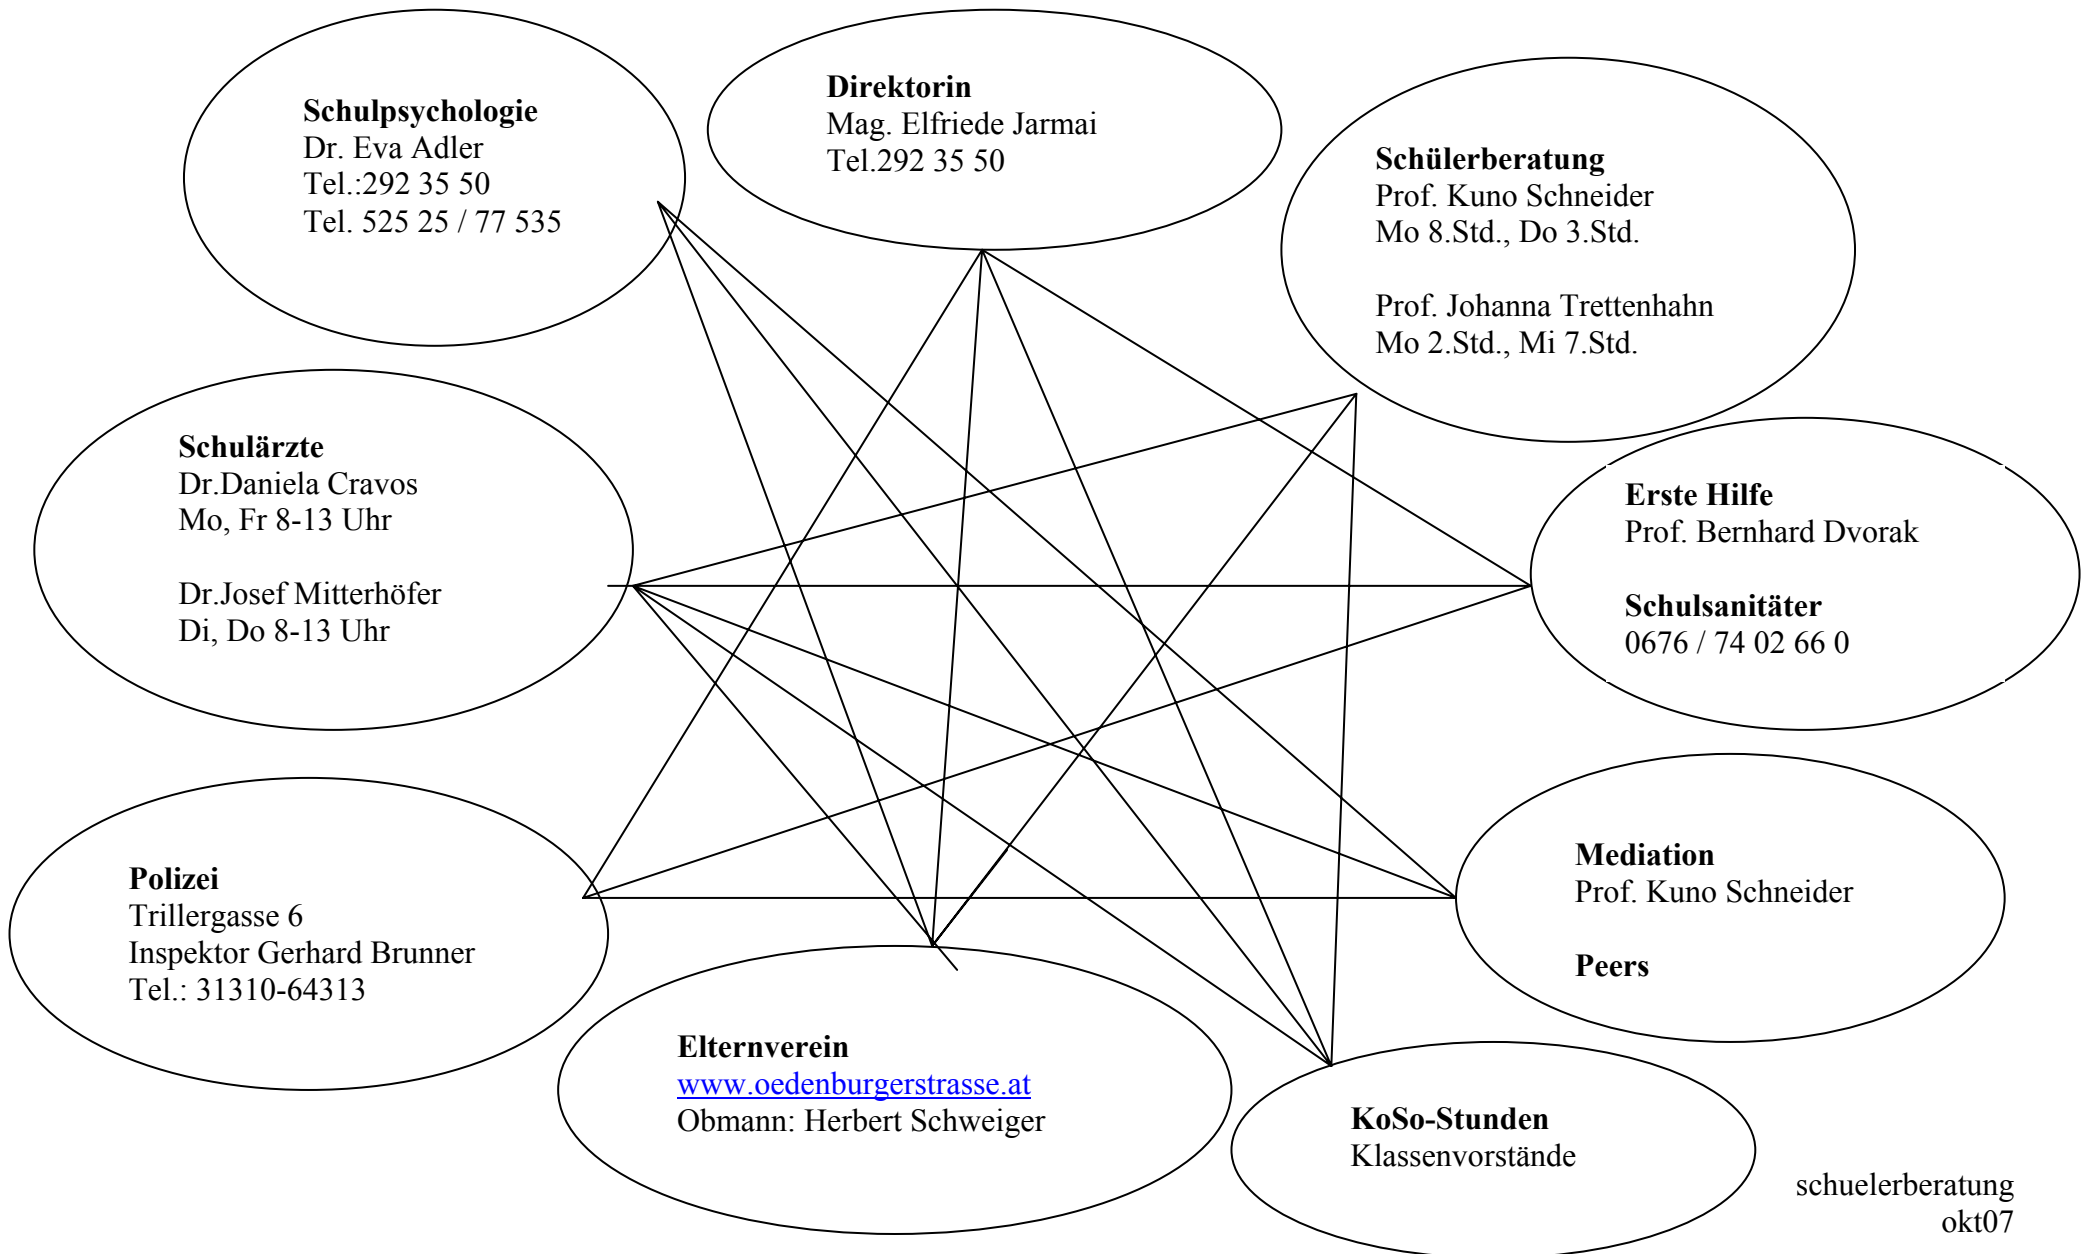 Schulpsychologie
Dr. Eva Adler
Tel.:292 35 50
Tel. 525 25 / 77 535
Direktorin
Mag. Elfriede Jarmai
Tel.292 35 50
Schülerberatung
Prof. Kuno Schneider
Mo 8.Std., Do 3.Std.
Prof. Johanna Trettenhahn
Mo 2.Std., Mi 7.Std.
Schulärzte
Dr.Daniela Cravos
Mo, Fr 8-13 Uhr
Dr.Josef Mitterhöfer
Di, Do 8-13 Uhr
Erste Hilfe
Prof. Bernhard Dvorak
Schulsanitäter
0676 / 74 02 66 0
Polizei
Trillergasse 6
Inspektor Gerhard Brunner
Tel.: 31310-64313
Mediation
Prof. Kuno Schneider
Peers
Elternverein
www.oedenburgerstrasse.at
Obmann: Herbert Schweiger
KoSo-Stunden
Klassenvorstände
schuelerberatung
okt07